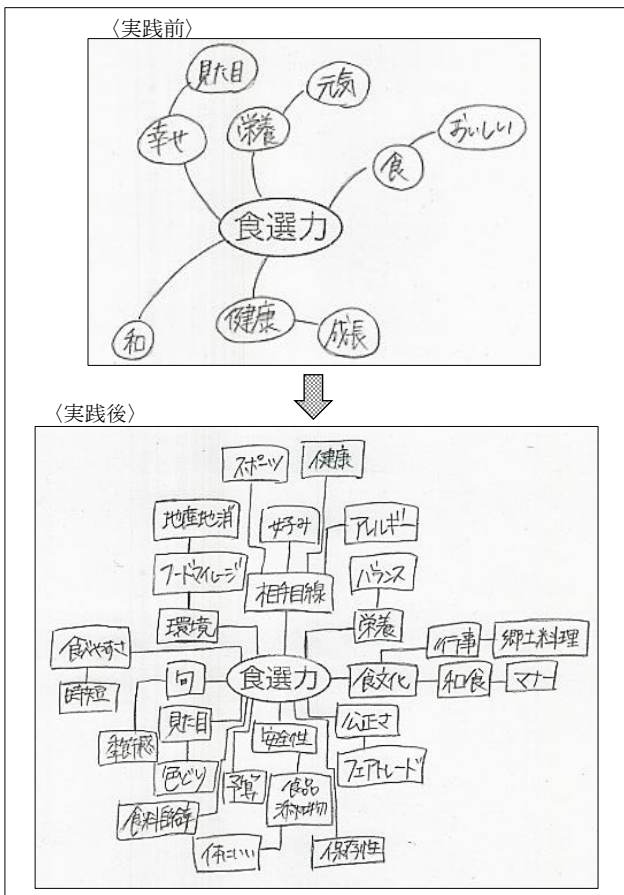 〈実践前〉
見た目
元気
幸せ
栄養
おいしい
食
食選力
和
健康
成長
〈実践後〉
スポーツ
健康
地産地消
好み
アレルギー
フードマイレージ
相手目線
バランス
環境
栄養
行事
郷土料理
食べやすさ
旬
食選力
食文化
和食
マナー
時短
見た目
安全性
公正さ
季節感
フェアトレード
色どり
予算
食品
添加物
食料自給率
体にいい
保存性